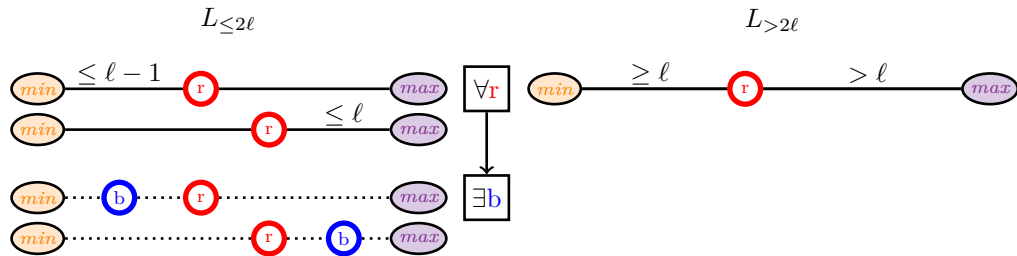 L≤2ℓ L>2ℓ
min ≤ ℓ − 1 r max ∀r min ≥ ℓ r > ℓ max
min r ≤ ℓ max
min b r max ∃b
min r b max